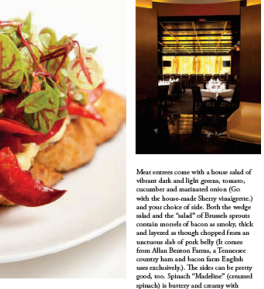 Meat entrees come with a house salad of
vibrant dark and light greens, tomato,
cucumber and marinated onion (Go
with the house-made Sherry vinaigrette.)
and your choice of side. Both the wedge
salad and the "salad" of Brussels sprouts
contain morsels of bacon as smoky, thick
and layered as though chopped from an
unctuous slab of pork belly (It comes
from Allan Benton Farms, a Tennessee
country ham and bacon farm English
uses exclusively.). The sides can be pretty
good, too. Spinach "Madeline" (creamed
spinach) is buttery and creamy with